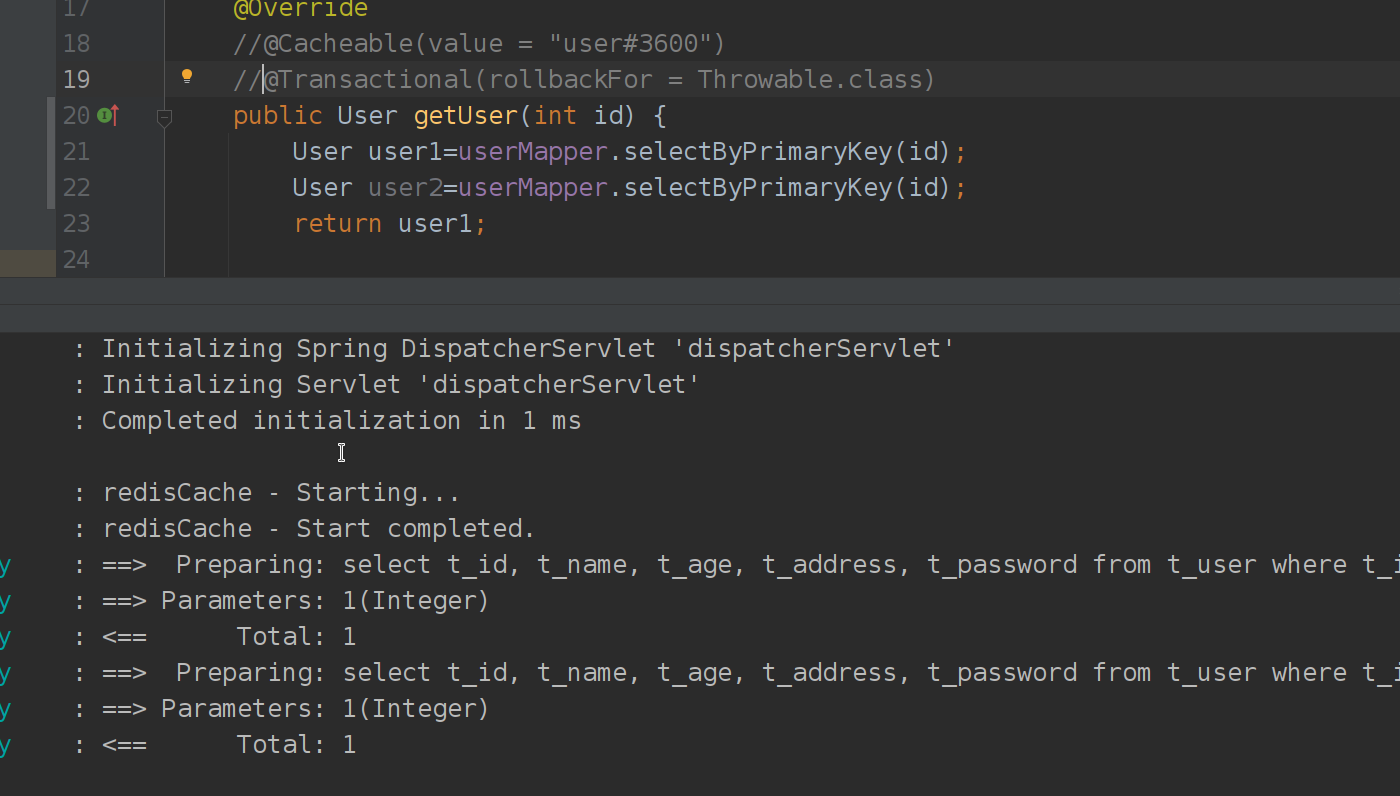 17 @Override
18 //@Cacheable(value = "user#3600")
19 //@Transactional(rollbackFor = Throwable.class)
20 public User getUser(int id) {
21 User user1=userMapper.selectByPrimaryKey(id);
22 User user2=userMapper.selectByPrimaryKey(id);
23 return user1;
24
: Initializing Spring DispatcherServlet 'dispatcherServlet'
: Initializing Servlet 'dispatcherServlet'
: Completed initialization in 1 ms
: redisCache - Starting...
: redisCache - Start completed.
y : ==>  Preparing: select t_id, t_name, t_age, t_address, t_password from t_user where t_i
y : ==> Parameters: 1(Integer)
y : <==      Total: 1
y : ==>  Preparing: select t_id, t_name, t_age, t_address, t_password from t_user where t_i
y : ==> Parameters: 1(Integer)
y : <==      Total: 1